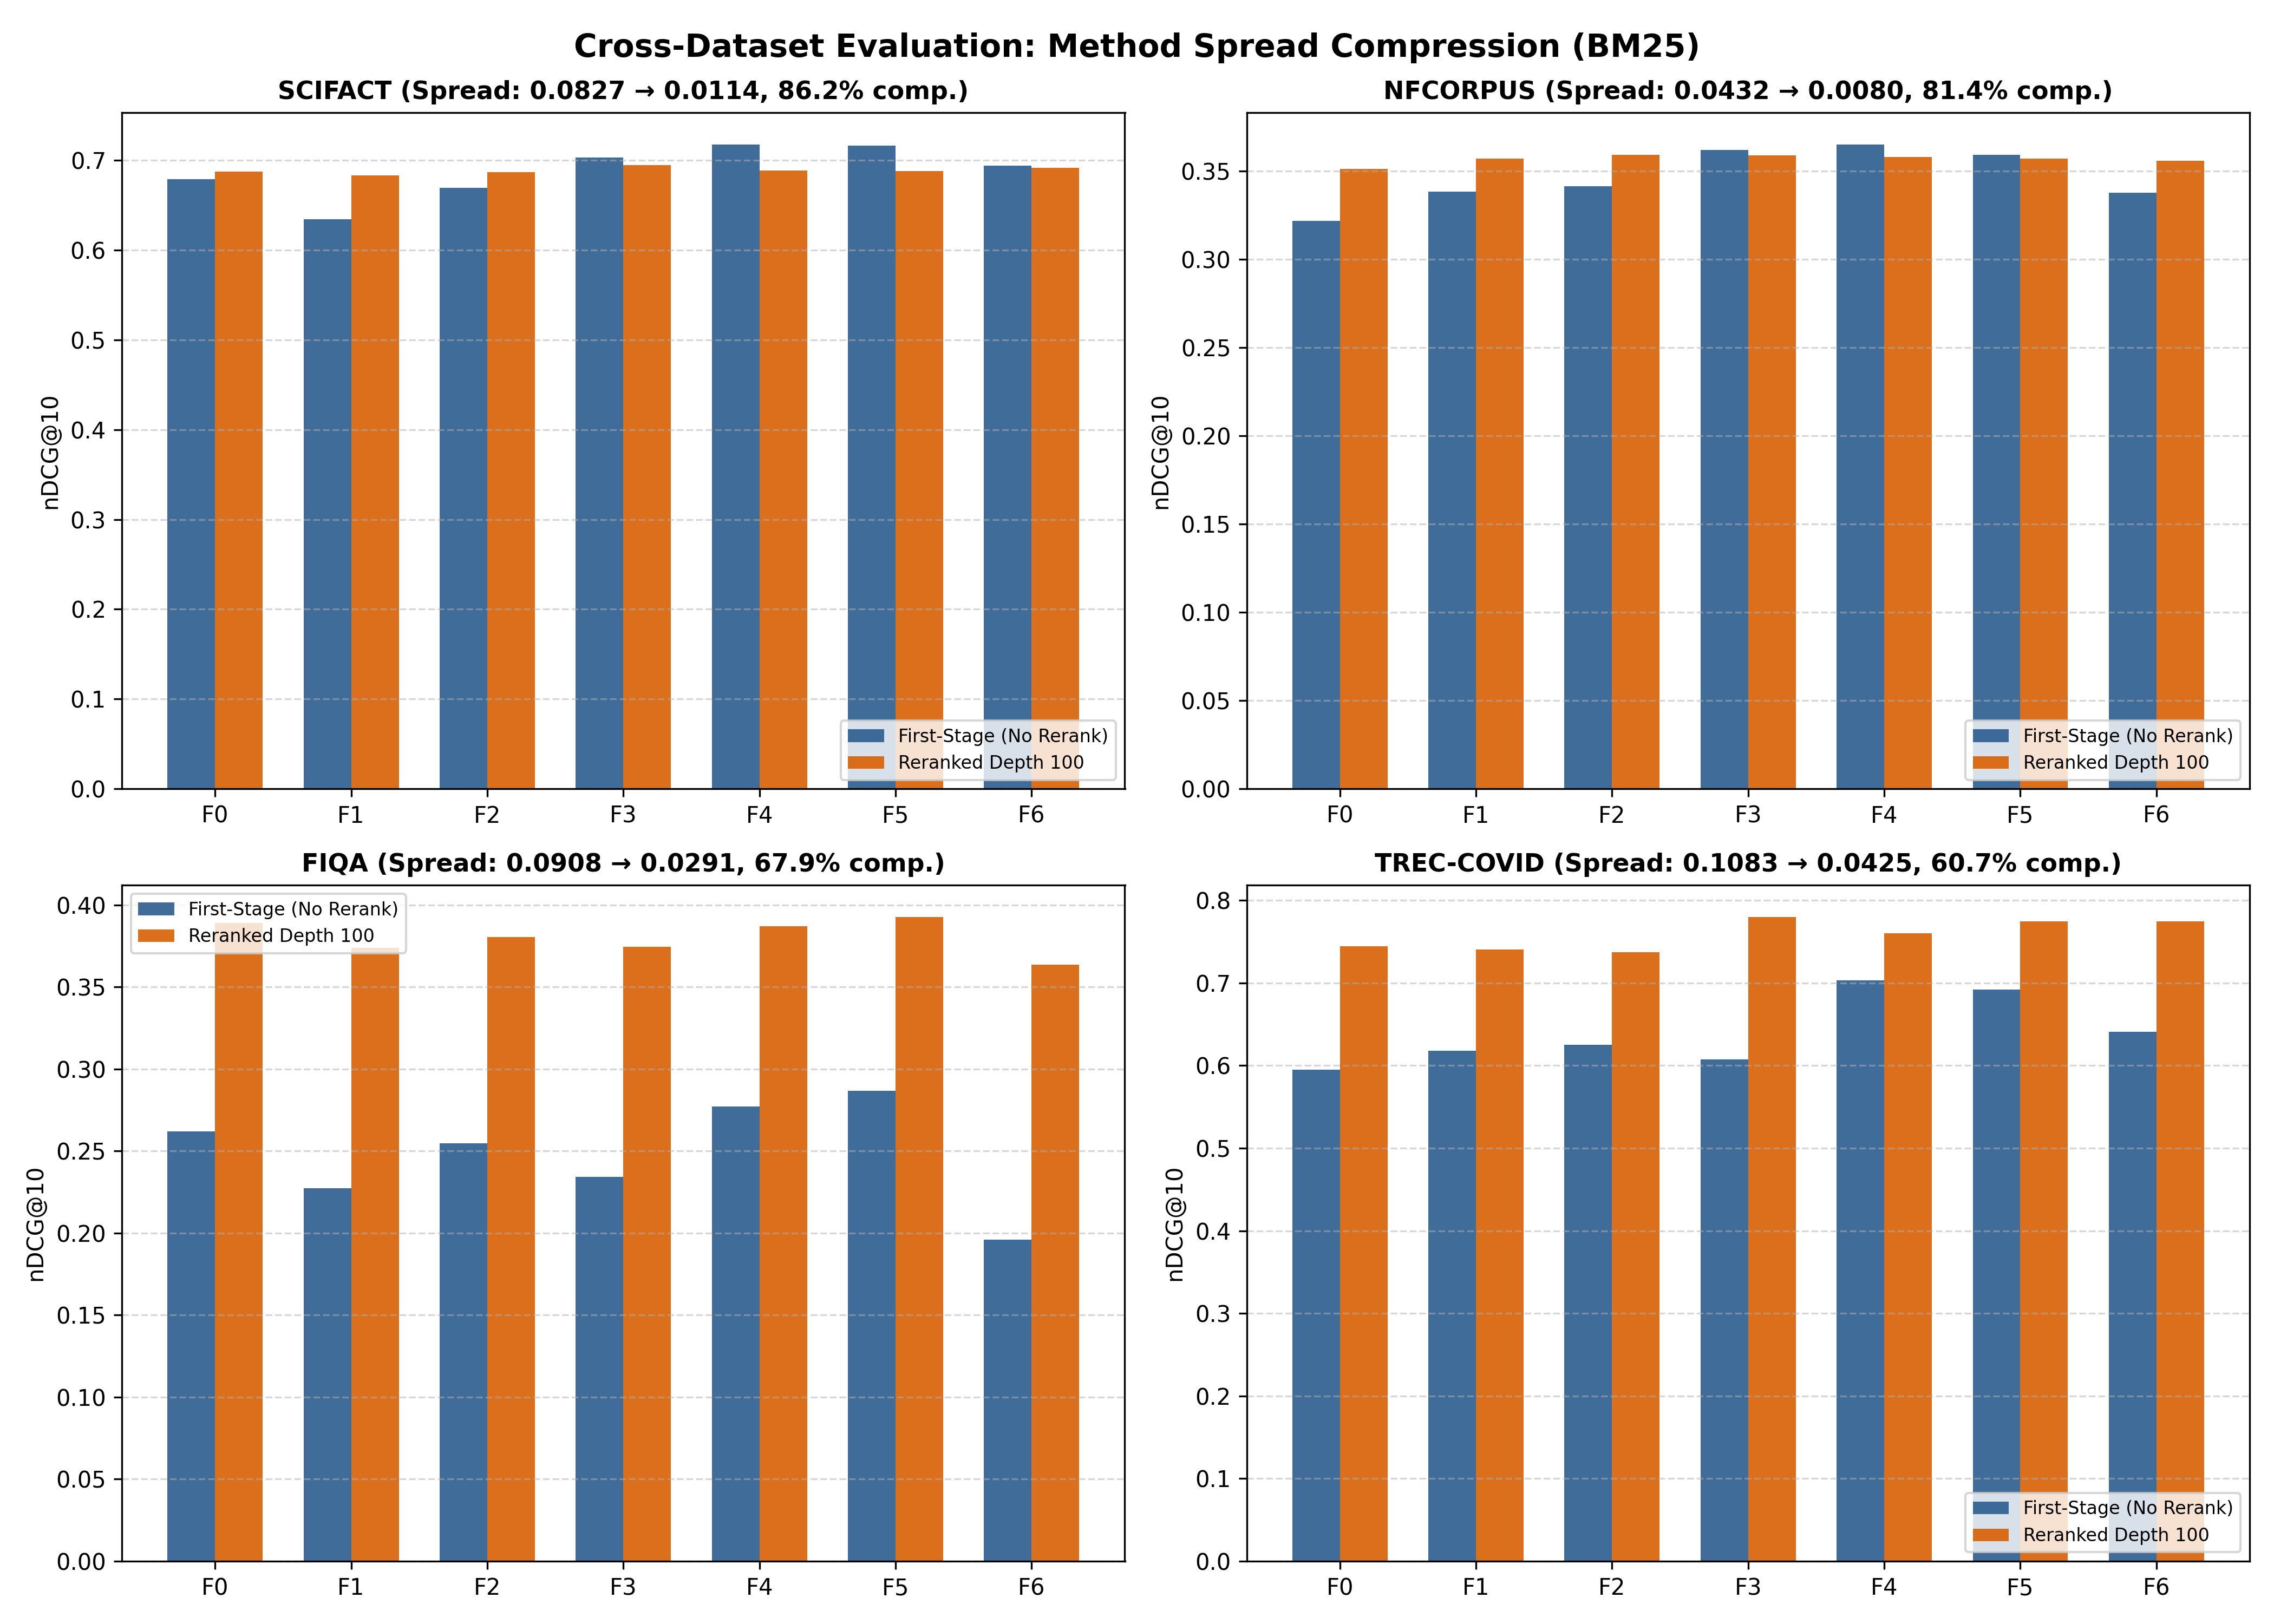 Cross-Dataset Evaluation: Method Spread Compression (BM25)
SCIFACT (Spread: 0.0827 → 0.0114, 86.2% comp.)
nDCG@10
0.7
0.6
0.5
0.4
0.3
0.2
0.1
0.0
First-Stage (No Rerank)
Reranked Depth 100
F0 F1 F2 F3 F4 F5 F6
NFCORPUS (Spread: 0.0432 → 0.0080, 81.4% comp.)
nDCG@10
0.35
0.30
0.25
0.20
0.15
0.10
0.05
0.00
First-Stage (No Rerank)
Reranked Depth 100
F0 F1 F2 F3 F4 F5 F6
FIQA (Spread: 0.0908 → 0.0291, 67.9% comp.)
First-Stage (No Rerank)
Reranked Depth 100
nDCG@10
0.40
0.35
0.30
0.25
0.20
0.15
0.10
0.05
0.00
F0 F1 F2 F3 F4 F5 F6
TREC-COVID (Spread: 0.1083 → 0.0425, 60.7% comp.)
nDCG@10
0.8
0.7
0.6
0.5
0.4
0.3
0.2
0.1
0.0
First-Stage (No Rerank)
Reranked Depth 100
F0 F1 F2 F3 F4 F5 F6